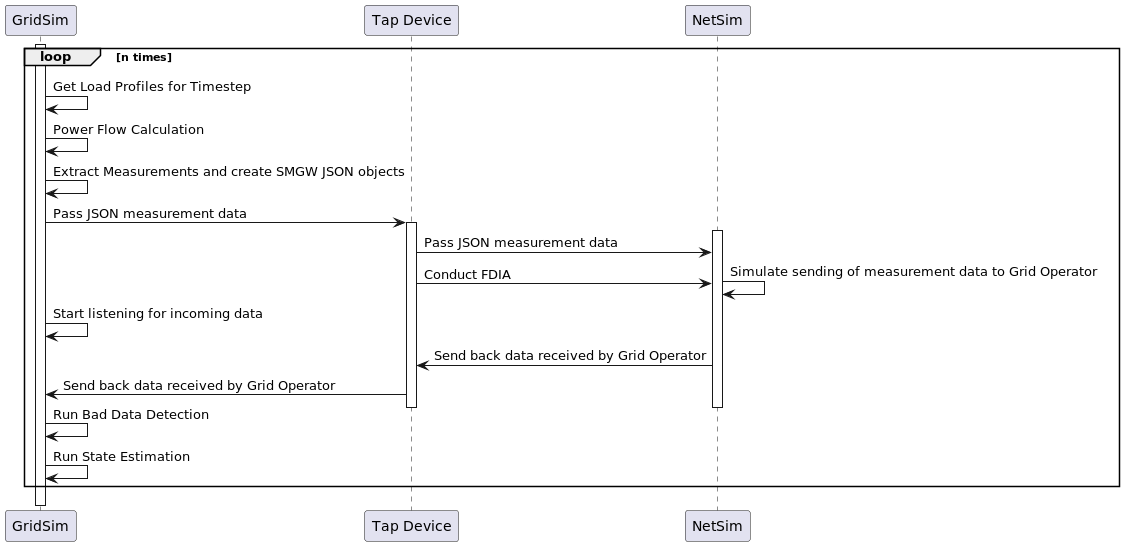 GridSim
Tap Device
NetSim
loop
[n times]
Get Load Profiles for Timestep
Power Flow Calculation
Extract Measurements and create SMGW JSON objects
Pass JSON measurement data
Pass JSON measurement data
Simulate sending of measurement data to Grid Operator
Conduct FDIA
Start listening for incoming data
Send back data received by Grid Operator
Send back data received by Grid Operator
Run Bad Data Detection
Run State Estimation
GridSim
Tap Device
NetSim